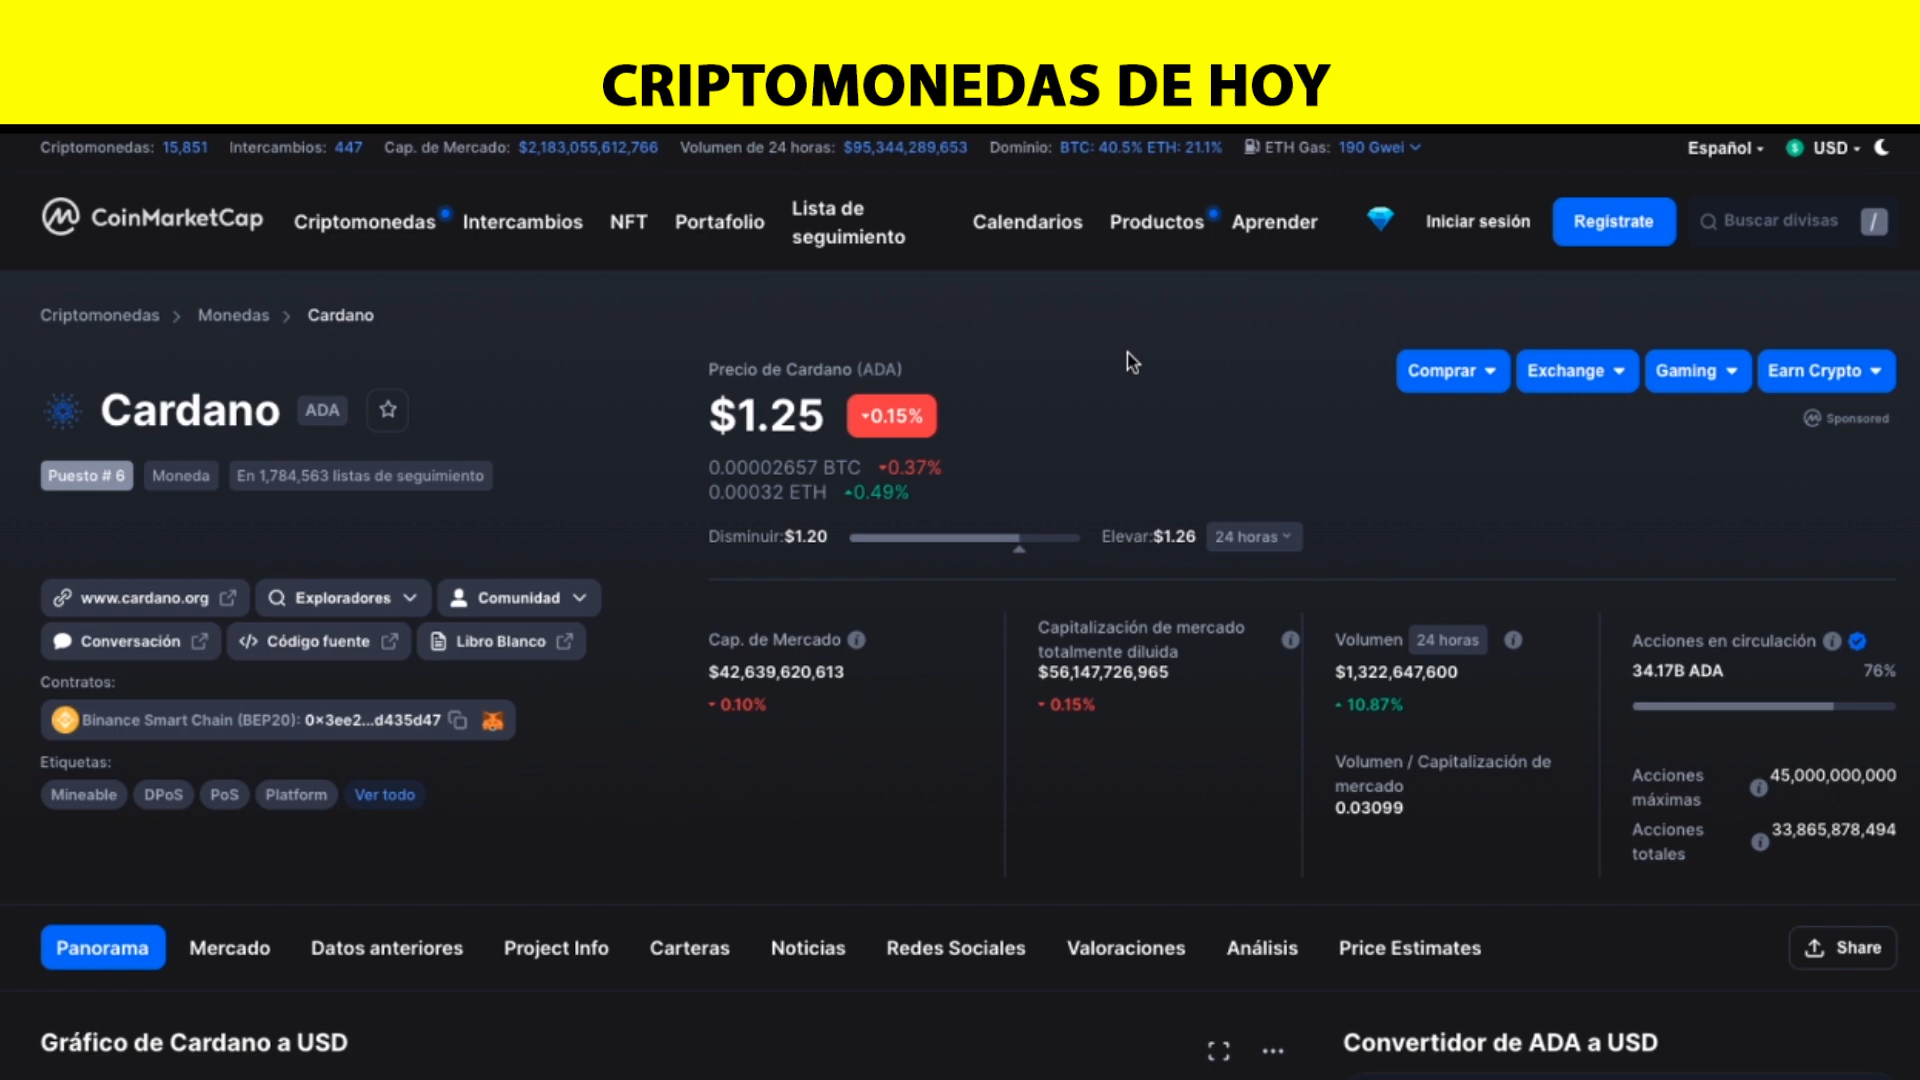 CRIPTOMONEDAS DE HOY
Criptomonedas: 15,851 Intercambios: 447 Cap. de Mercado: $2,183,055,612,766 Volumen de 24 horas: $95,344,289,653 Dominio: BTC: 40.5% ETH: 21.1% ETH Gas: 190 Gwei Español USD
CoinMarketCap Criptomonedas Intercambios NFT Portafolio Lista de seguimiento Calendarios Productos Aprender Iniciar sesión Regístrate Buscar divisas /
Criptomonedas > Monedas > Cardano
Cardano ADA
Puesto # 6 Moneda En 1,784,563 listas de seguimiento
www.cardano.org Exploradores Comunidad
Conversación Código fuente Libro Blanco
Contratos:
Binance Smart Chain (BEP20): 0x3ee2...d435d47
Etiquetas:
Mineable DPoS PoS Platform Ver todo
Precio de Cardano (ADA)
$1.25 0.15%
0.00002657 BTC 0.37%
0.00032 ETH 0.49%
Disminuir:$1.20 Elevar:$1.26 24 horas
Comprar Exchange Gaming Earn Crypto
Sponsored
Cap. de Mercado
$42,639,620,613
0.10%
Capitalización de mercado
totalmente diluida
$56,147,726,965
0.15%
Volumen 24 horas
$1,322,647,600
10.87%
Volumen / Capitalización de
mercado
0.03099
Acciones en circulación
34.17B ADA 76%
Acciones máximas 45,000,000,000
Acciones totales 33,865,878,494
Panorama Mercado Datos anteriores Project Info Carteras Noticias Redes Sociales Valoraciones Análisis Price Estimates Share
Gráfico de Cardano a USD
Convertidor de ADA a USD